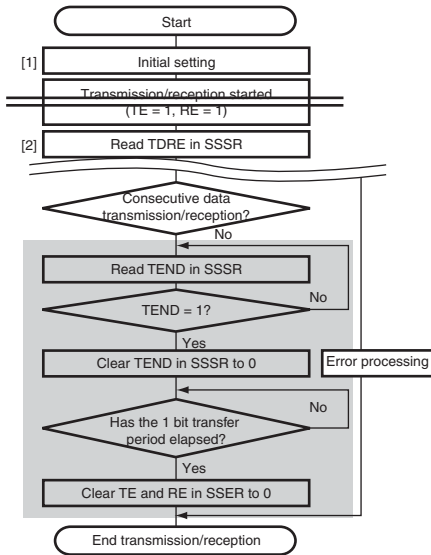 Start
[1] Initial setting
Transmission/reception started
(TE = 1, RE = 1)
[2] Read TDRE in SSSR
Consecutive data
transmission/reception?
No
Read TEND in SSSR
TEND = 1?
No
Yes
Clear TEND in SSSR to 0
Error processing
Has the 1 bit transfer
period elapsed?
No
Yes
Clear TE and RE in SSER to 0
End transmission/reception